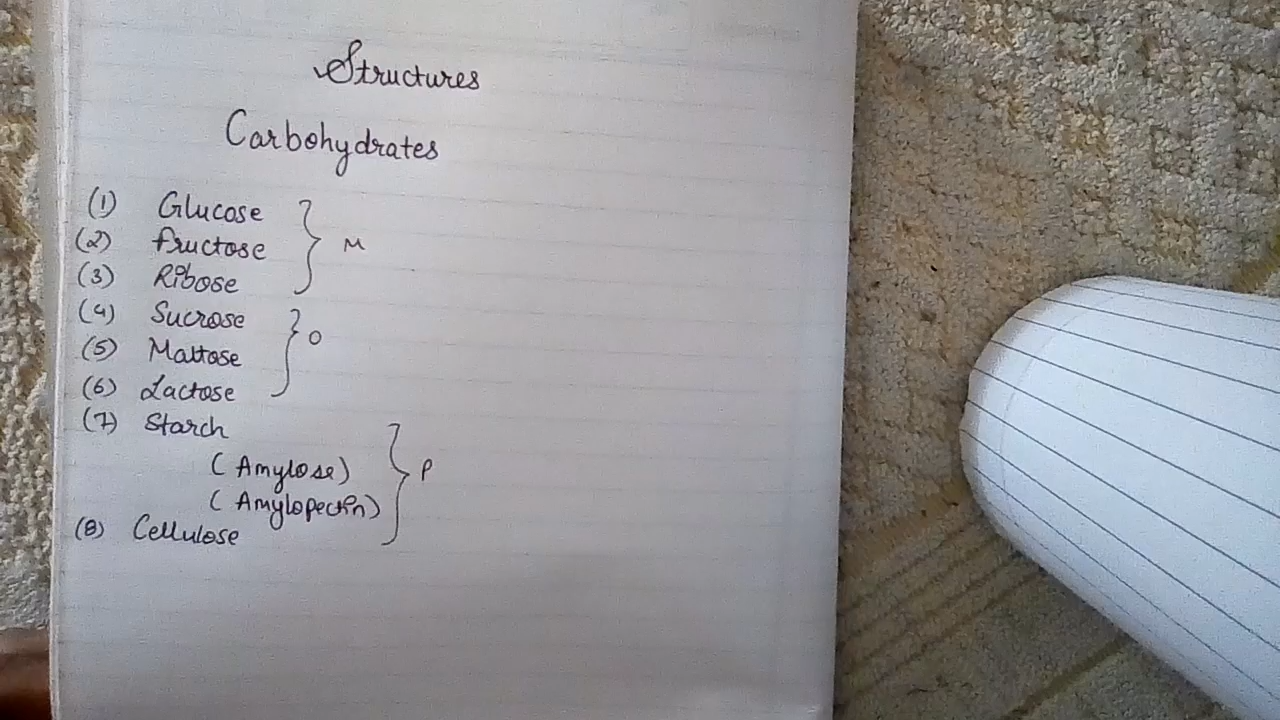 Structures
Carbohydrates
(1) Glucose } M
(2) fructose
(3) Ribose
(4) Sucrose } O
(5) Maltose
(6) Lactose
(7) Starch
(Amylose) } P
(Amylopectin)
(8) Cellulose